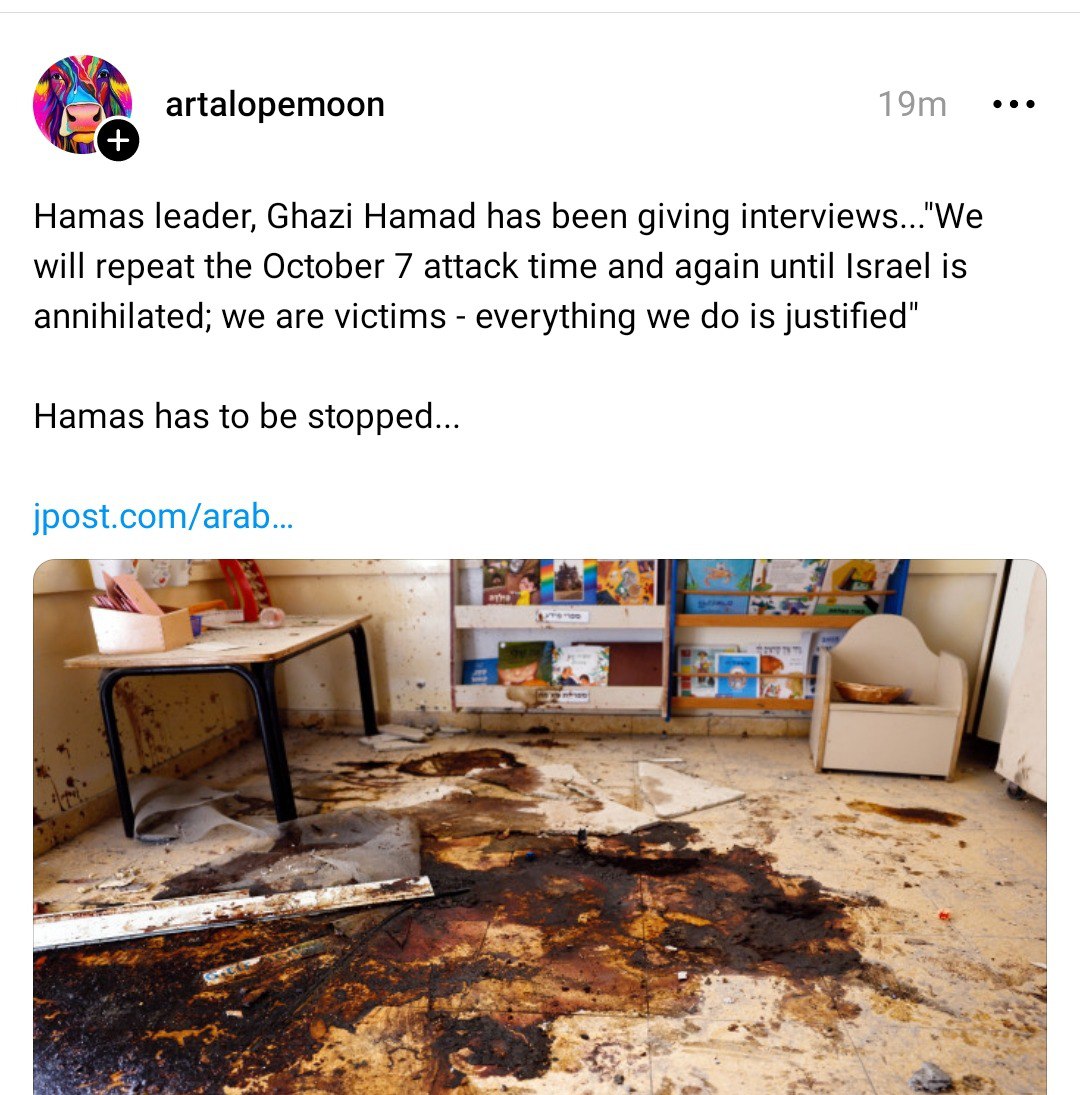 artalopemoon
19m
Hamas leader, Ghazi Hamad has been giving interviews..."We
will repeat the October 7 attack time and again until Israel is
annihilated; we are victims - everything we do is justified"
Hamas has to be stopped...
jpost.com/arab...